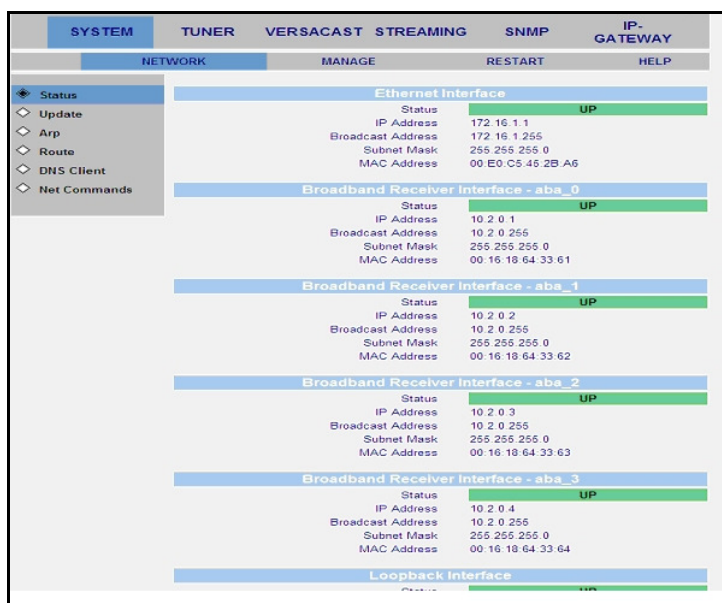 SYSTEM TUNER VERSACAST STREAMING SNMP IP-GATEWAY
NETWORK MANAGE RESTART HELP
Status
Update
Arp
Route
DNS Client
Net Commands
Ethernet Interface
Status UP
IP Address 172.16.1.1
Broadcast Address 172.16.1.255
Subnet Mask 255.255.255.0
MAC Address 00:E0:C5:45:2B:A6
Broadband Receiver Interface - aba_0
Status UP
IP Address 10.2.0.1
Broadcast Address 10.2.0.255
Subnet Mask 255.255.255.0
MAC Address 00:16:18:64:33:61
Broadband Receiver Interface - aba_1
Status UP
IP Address 10.2.0.2
Broadcast Address 10.2.0.255
Subnet Mask 255.255.255.0
MAC Address 00:16:18:64:33:62
Broadband Receiver Interface - aba_2
Status UP
IP Address 10.2.0.3
Broadcast Address 10.2.0.255
Subnet Mask 255.255.255.0
MAC Address 00:16:18:64:33:63
Broadband Receiver Interface - aba_3
Status UP
IP Address 10.2.0.4
Broadcast Address 10.2.0.255
Subnet Mask 255.255.255.0
MAC Address 00:16:18:64:33:64
Loopback Interface
Status UP